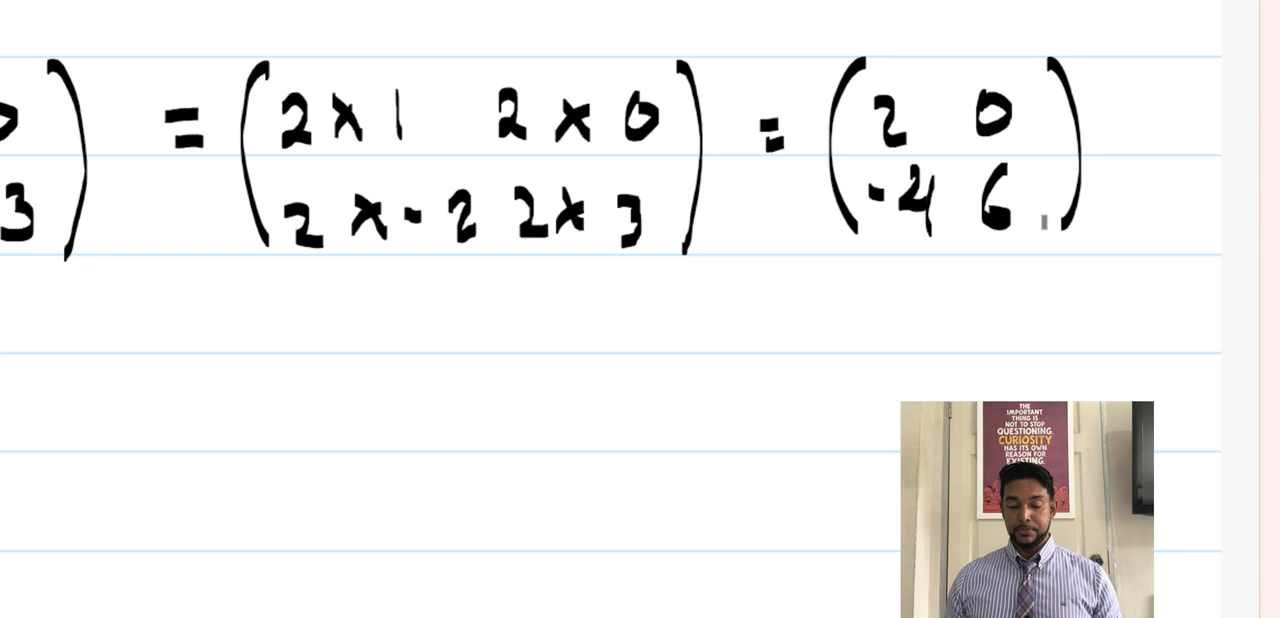 0) = (2 x 1 2 x 0) = (2 0)
3) (2 x -2 2 x 3) (-4 6)
THE
IMPORTANT
THING IS
NOT TO STOP
QUESTIONING.
CURIOSITY
HAS ITS OWN
REASON FOR
EXISTING.